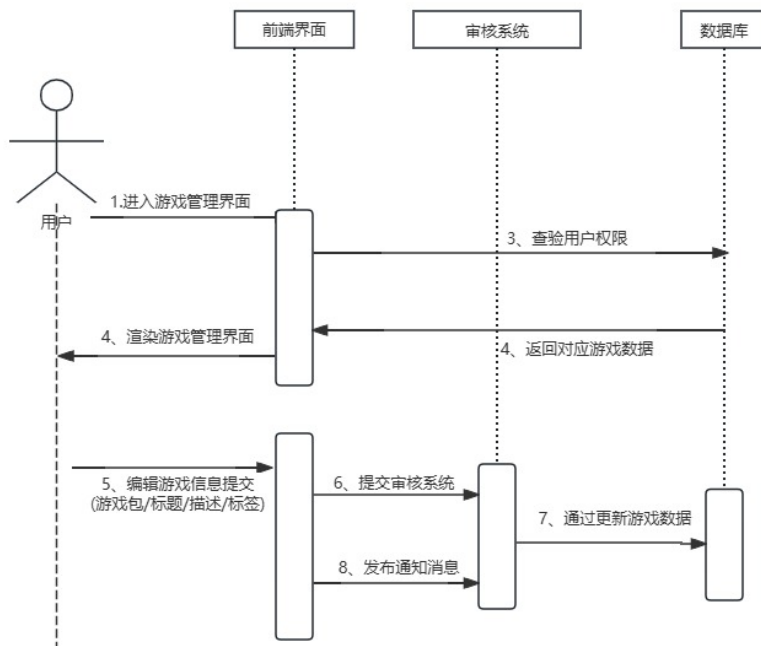 前端界面
审核系统
数据库
用户
1.进入游戏管理界面
3、查验用户权限
4、渲染游戏管理界面
4、返回对应游戏数据
5、编辑游戏信息提交
(游戏包/标题/描述/标签)
6、提交审核系统
7、通过更新游戏数据
8、发布通知消息